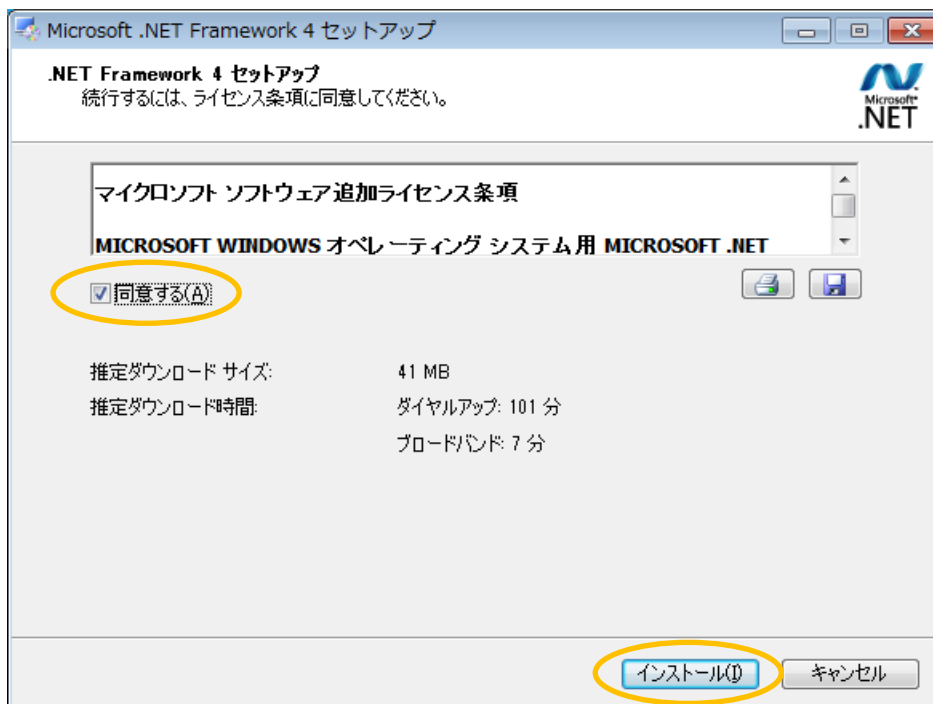 Microsoft .NET Framework 4 セットアップ
.NET Framework 4 セットアップ
続行するには、ライセンス条項に同意してください。
Microsoft®
.NET
マイクロソフト ソフトウェア追加ライセンス条項
MICROSOFT WINDOWS オペレーティング システム用 MICROSOFT .NET
同意する(A)
推定ダウンロード サイズ: 41 MB
推定ダウンロード時間: ダイヤルアップ: 101 分
ブロードバンド: 7 分
インストール(I) キャンセル